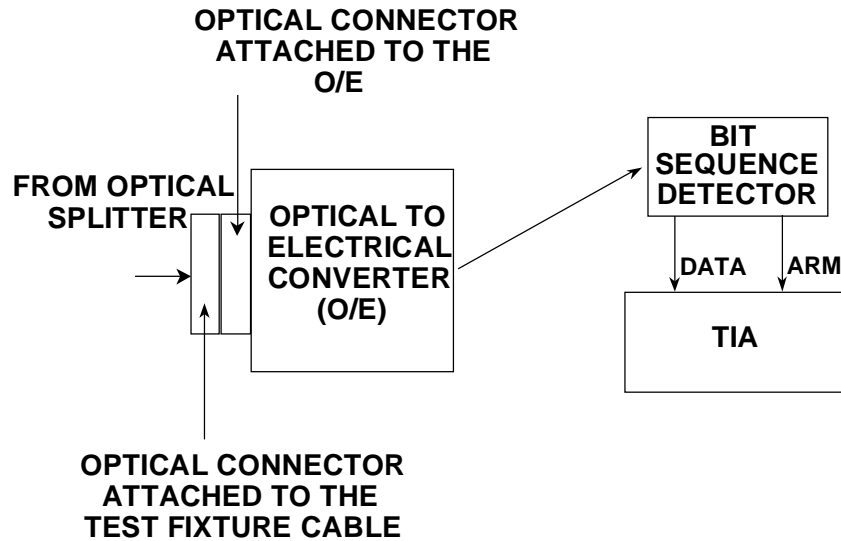 OPTICAL CONNECTOR
ATTACHED TO THE
O/E
BIT
SEQUENCE
DETECTOR
FROM OPTICAL
SPLITTER
OPTICAL TO
ELECTRICAL
CONVERTER
(O/E)
DATA
ARM
TIA
OPTICAL CONNECTOR
ATTACHED TO THE
TEST FIXTURE CABLE